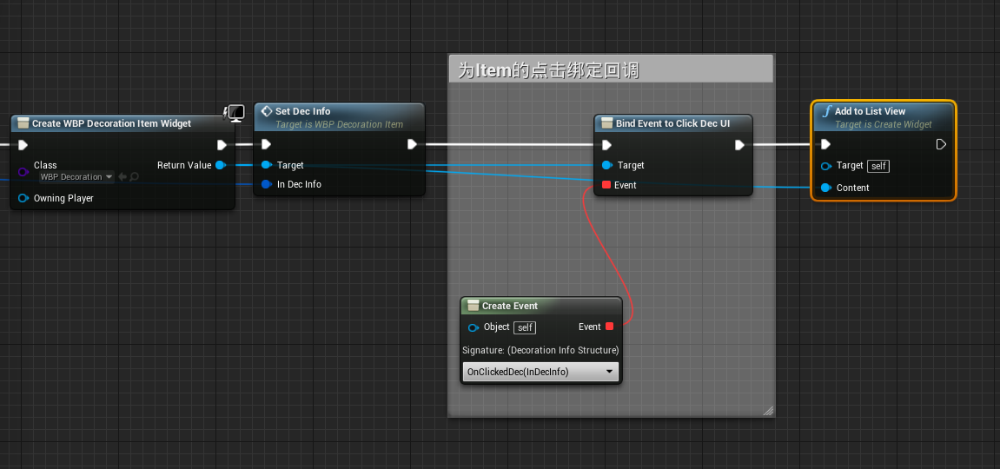 为Item的点击绑定回调
Create WBP Decoration Item Widget
Class
WBP Decoration
Return Value
Owning Player
Set Dec Info
Target is WBP Decoration Item
Target
In Dec Info
Bind Event to Click Dec UI
Target
Event
Add to List View
Target is Create Widget
Target self
Content
Create Event
Object self
Event
Signature: (Decoration Info Structure)
OnClickedDec(InDecInfo)